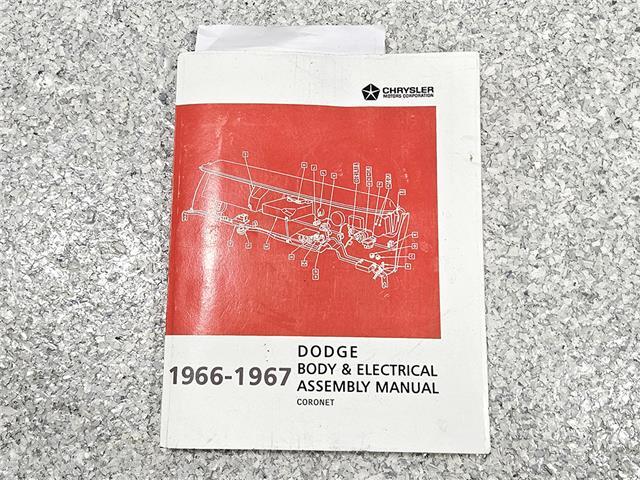 CHRYSLER
MOTORS CORPORATION
1966-1967
DODGE
BODY & ELECTRICAL
ASSEMBLY MANUAL
CORONET